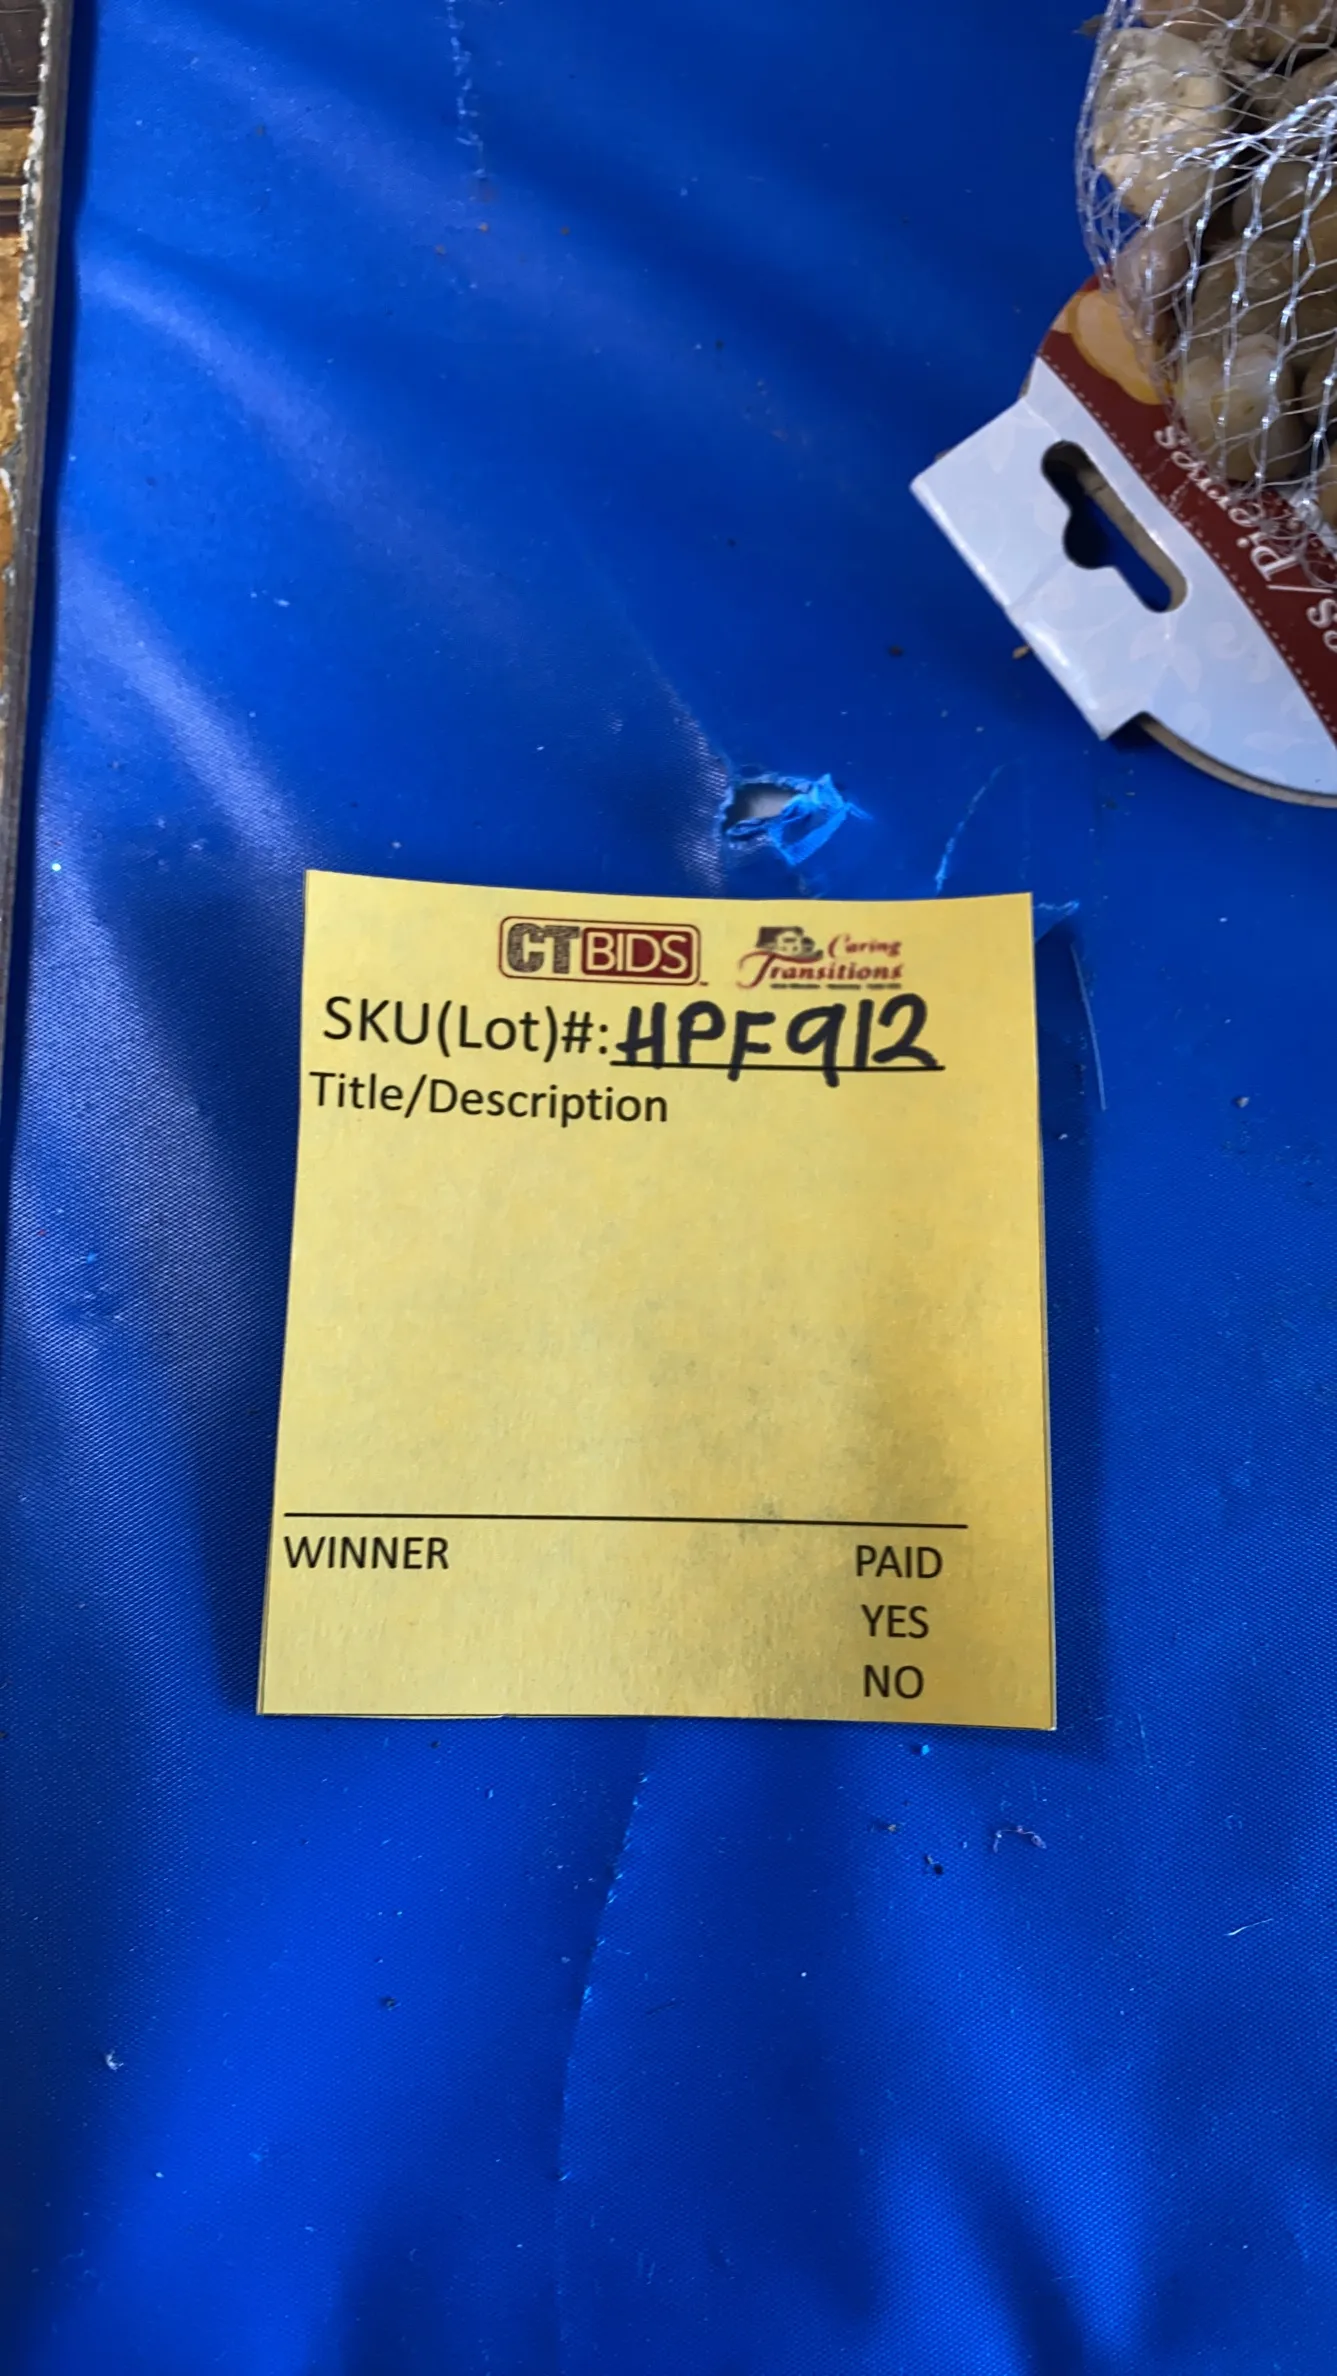 CTBIDS
Caring
Transitions
SKU(Lot)#: HPF912
Title/Description
WINNER
PAID
YES
NO